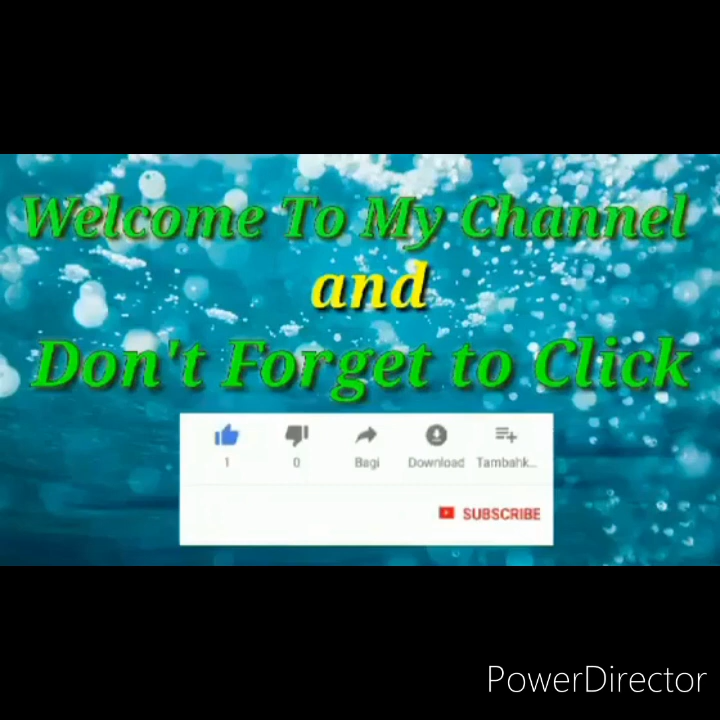 Welcome To My Channel
and
Don't Forget to Click
1 0 Bagi Download Tambahk...
SUBSCRIBE
PowerDirector